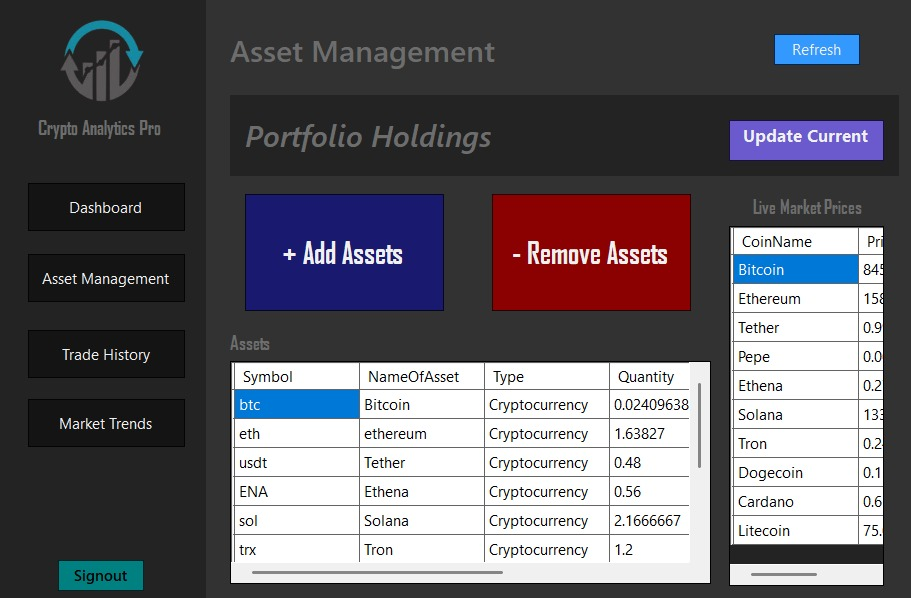 Crypto Analytics Pro
Dashboard
Asset Management
Trade History
Market Trends
Signout
Asset Management
Refresh
Portfolio Holdings
Update Current
+ Add Assets
- Remove Assets
Assets
Symbol NameOfAsset Type Quantity
btc Bitcoin Cryptocurrency 0.02409638
eth ethereum Cryptocurrency 1.63827
usdt Tether Cryptocurrency 0.48
ENA Ethena Cryptocurrency 0.56
sol Solana Cryptocurrency 2.1666667
trx Tron Cryptocurrency 1.2
Live Market Prices
CoinName Pri
Bitcoin 845
Ethereum 158
Tether 0.9
Pepe 0.0
Ethena 0.2
Solana 133
Tron 0.2
Dogecoin 0.1
Cardano 0.6
Litecoin 75.